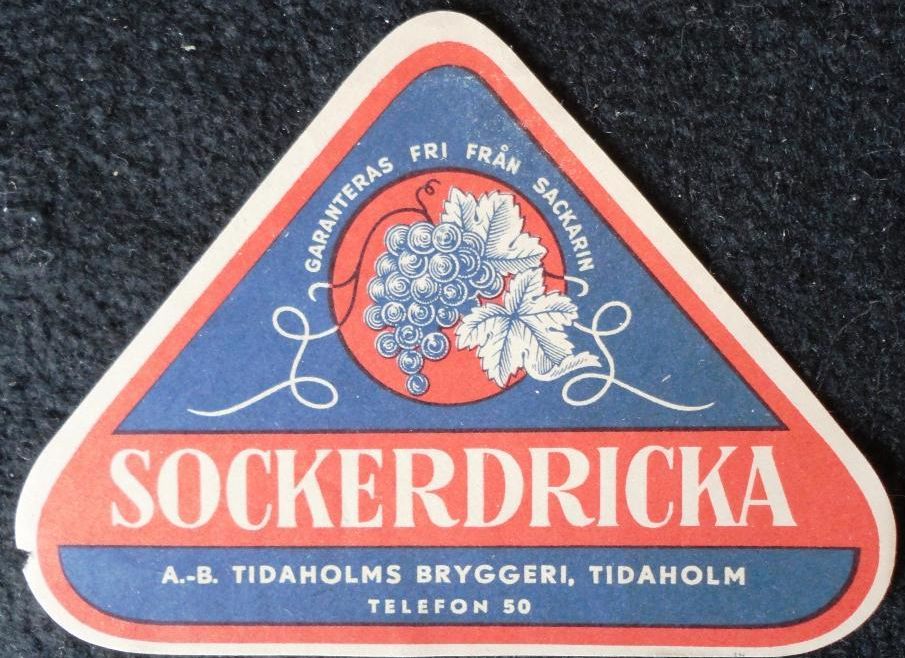 GARANTERAS FRI FRÅN SACKARIN
SOCKERDRICKA
A.-B. TIDAHOLMS BRYGGERI, TIDAHOLM
TELEFON 50